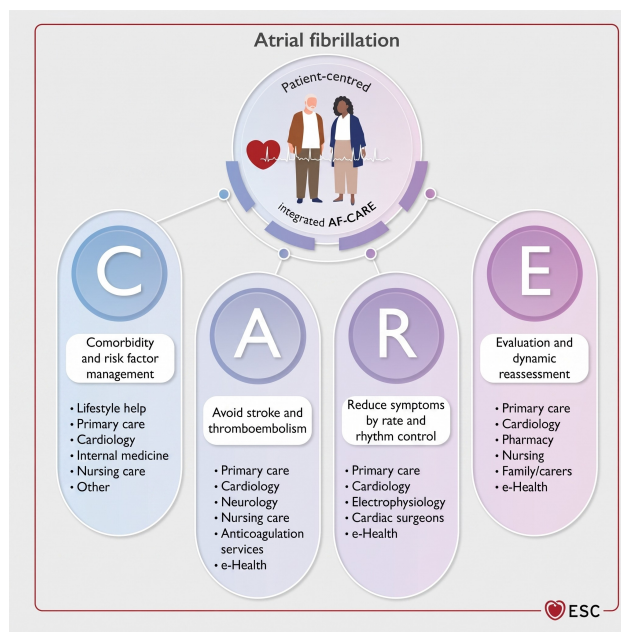 Atrial fibrillation
Patient-centred
integrated AF-CARE
C
Comorbidity
and risk factor
management
• Lifestyle help
• Primary care
• Cardiology
• Internal medicine
• Nursing care
• Other
A
Avoid stroke and
thromboembolism
• Primary care
• Cardiology
• Neurology
• Nursing care
• Anticoagulation
services
• e-Health
R
Reduce symptoms
by rate and
rhythm control
• Primary care
• Cardiology
• Electrophysiology
• Cardiac surgeons
• e-Health
E
Evaluation and
dynamic
reassessment
• Primary care
• Cardiology
• Pharmacy
• Nursing
• Family/carers
• e-Health
ESC